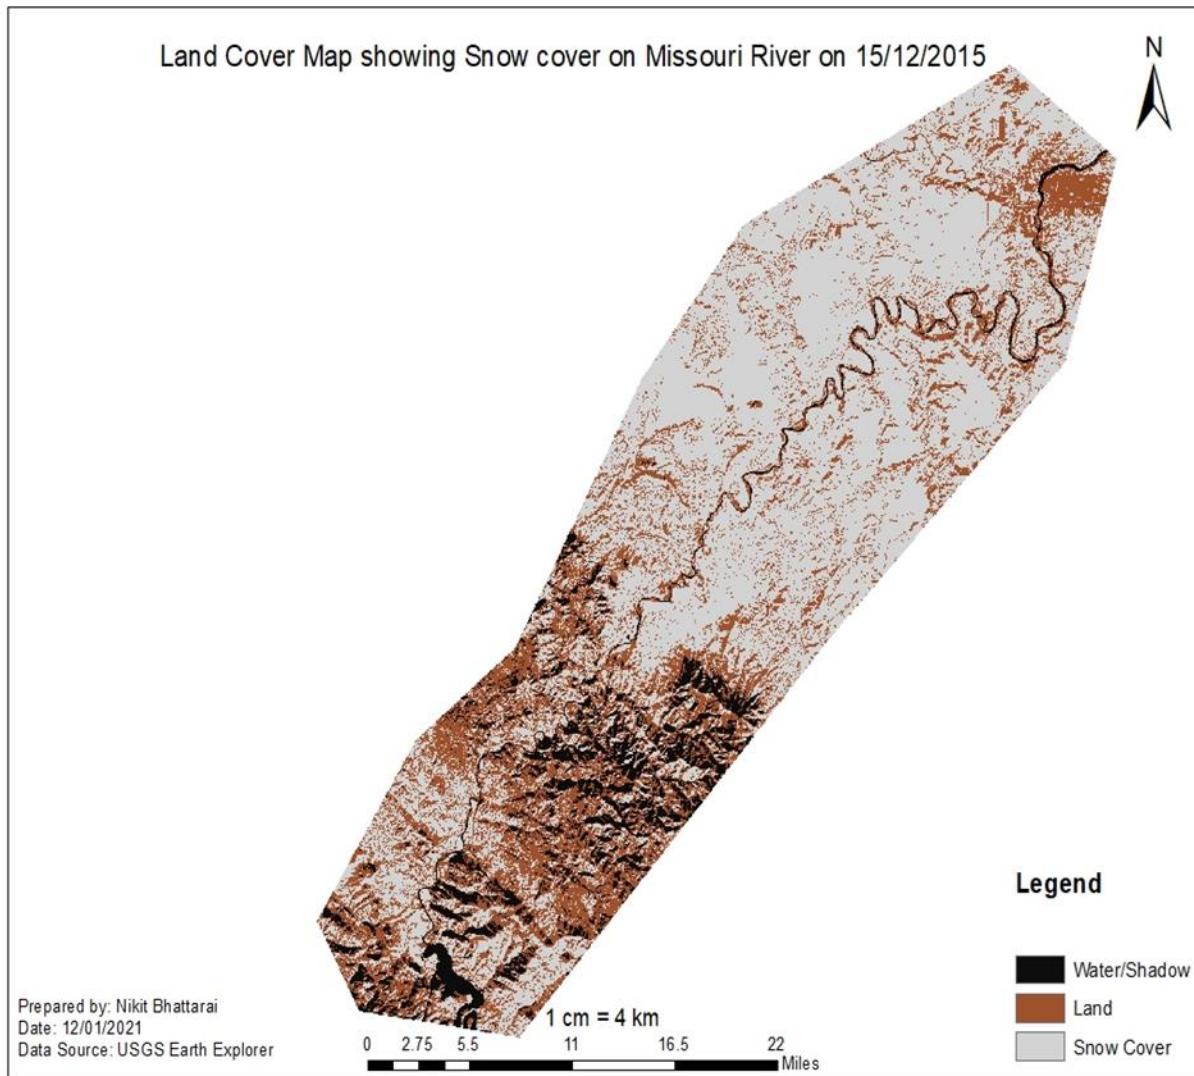 Land Cover Map showing Snow cover on Missouri River on 15/12/2015
N
Legend
Water/Shadow
Land
Snow Cover
Prepared by: Nikit Bhattarai
Date: 12/01/2021
Data Source: USGS Earth Explorer
1 cm = 4 km
0 2.75 5.5 11 16.5 22
Miles